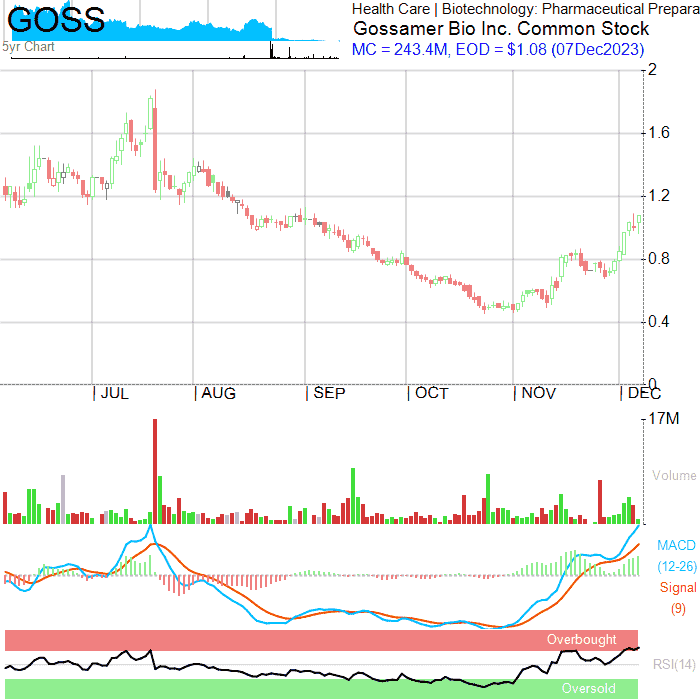 GOSS
5yr Chart
Health Care | Biotechnology: Pharmaceutical Prepara
Gossamer Bio Inc. Common Stock
MC = 243.4M, EOD = $1.08 (07Dec2023)
2
1.6
1.2
0.8
0.4
0
JUL AUG SEP OCT NOV DEC
17M
Volume
MACD
(12-26)
Signal
(9)
Overbought
RSI(14)
Oversold